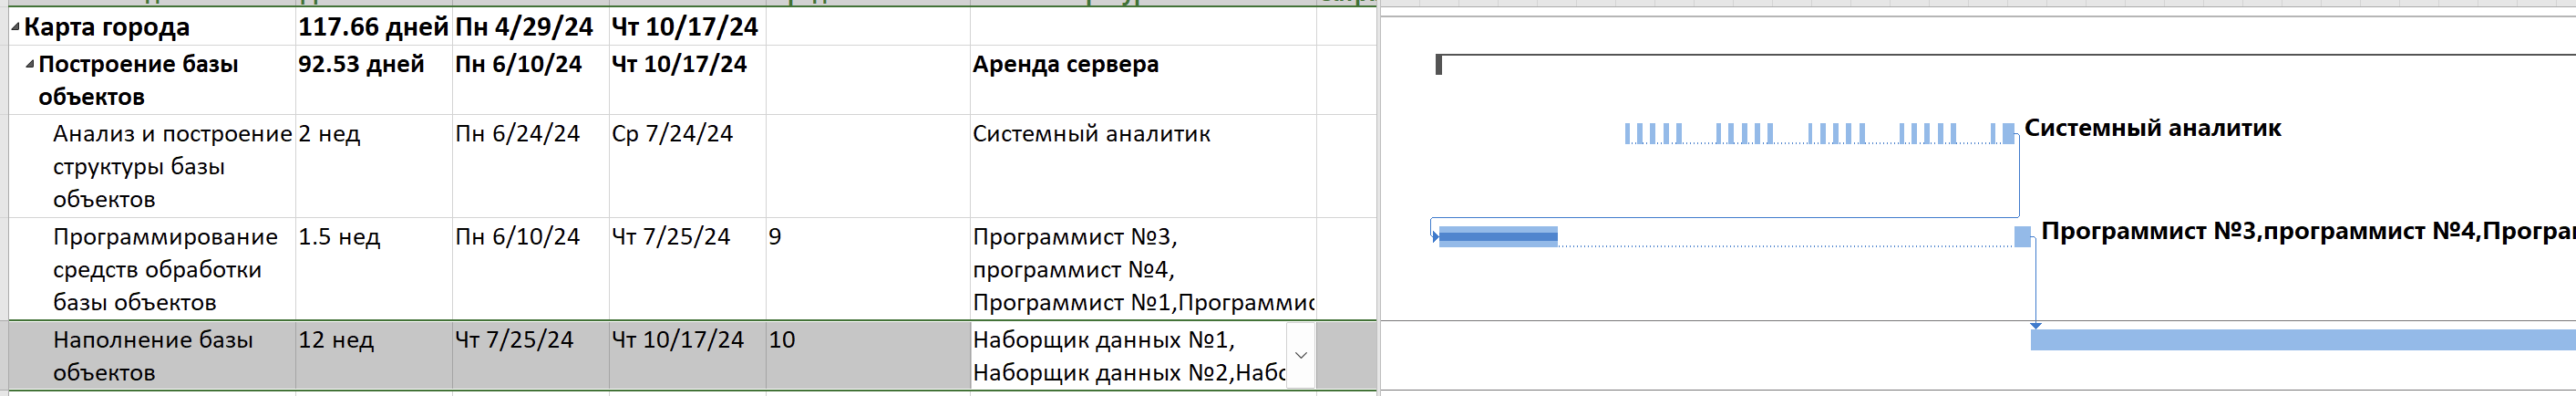 Карта города 117.66 дней Пн 4/29/24 Чт 10/17/24
Построение базы объектов 92.53 дней Пн 6/10/24 Чт 10/17/24 Аренда сервера
Анализ и построение структуры базы объектов 2 нед Пн 6/24/24 Ср 7/24/24 Системный аналитик
Системный аналитик
Программирование средств обработки базы объектов 1.5 нед Пн 6/10/24 Чт 7/25/24 9 Программист №3, программист №4, Программист №1,Программис
Программист №3,программист №4,Програм
Наполнение базы объектов 12 нед Чт 7/25/24 Чт 10/17/24 10 Наборщик данных №1, Наборщик данных №2,Набо